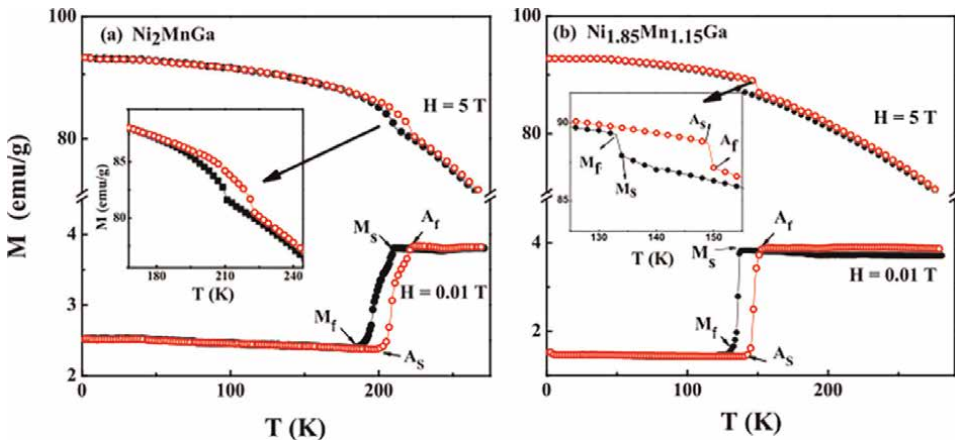 (a) Ni2MnGa
H = 5 T
100
80
4
3
2
M (emu/g)
85
80
M (emu/g)
180 210 240
T (K)
Ms
Af
H = 0.01 T
Mf
As
0 100 200
T (K)
(b) Ni1.85Mn1.15Ga
H = 5 T
100
80
6
4
2
90
85
As
Af
Mf
Ms
130 140 150
T (K)
Ms
Af
H = 0.01 T
Mf
As
0 100 200
T (K)